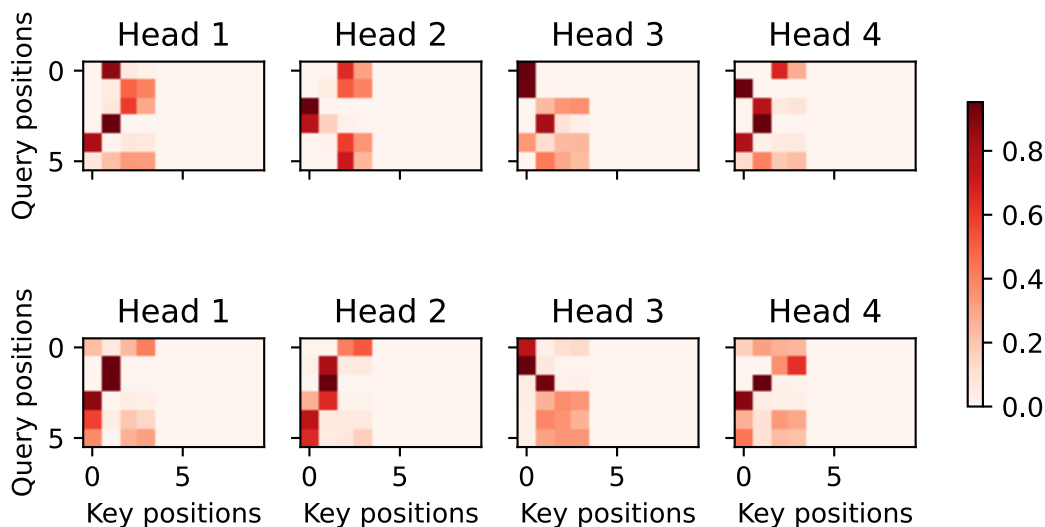 Head 1 Head 2 Head 3 Head 4
Query positions
0
5
0.8
0.6
0.4
0.2
0.0
Head 1 Head 2 Head 3 Head 4
Query positions
0
5
0 5 0 5 0 5 0 5
Key positions Key positions Key positions Key positions